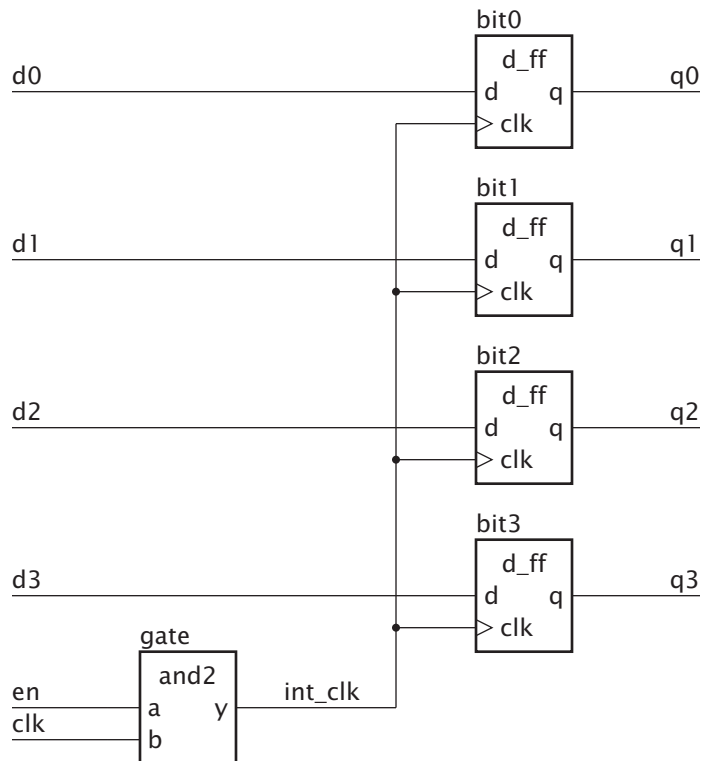 bit0
d_ff
d0
d
q
q0
clk
bit1
d_ff
d1
d
q
q1
clk
bit2
d_ff
d2
d
q
q2
clk
bit3
d_ff
d3
d
q
q3
clk
gate
and2
en
a
y
int_clk
clk
b